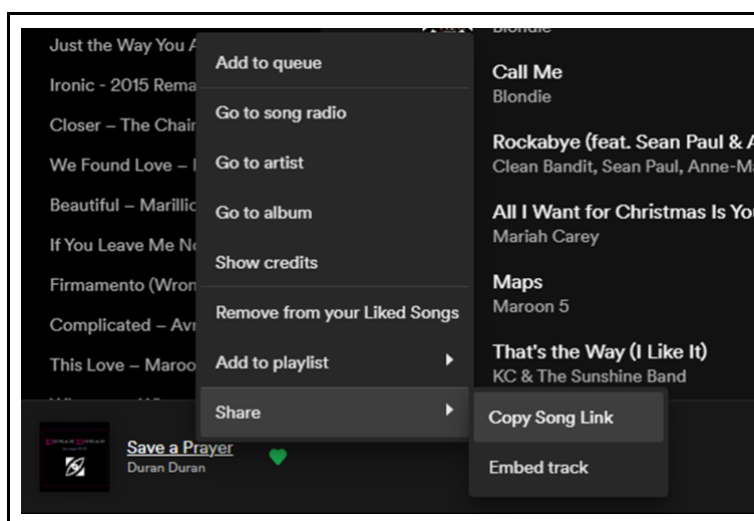 Just the Way You
Ironic - 2015 Rema
Closer – The Chair
We Found Love –
Beautiful – Marillic
If You Leave Me
Firmamento (Wron
Complicated – Avr
This Love – Maroo
Add to queue
Go to song radio
Go to artist
Go to album
Show credits
Remove from your Liked Songs
Add to playlist
Share
Copy Song Link
Embed track
Blondie
Call Me
Blondie
Rockabye (feat. Sean Paul & A
Clean Bandit, Sean Paul, Anne-Ma
All I Want for Christmas Is You
Mariah Carey
Maps
Maroon 5
That's the Way (I Like It)
KC & The Sunshine Band
DURAN DURAN
Save a Prayer
Duran Duran